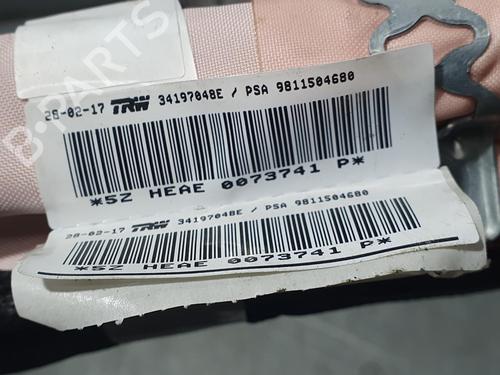 B-PARTS
28-02-17 TRW 34197048E / PSA 9811504680
*5Z HEAE 0073741 P*
28-02-17 TRW 34197048E / PSA 9811504680
*5Z HEAE 0073741 P*